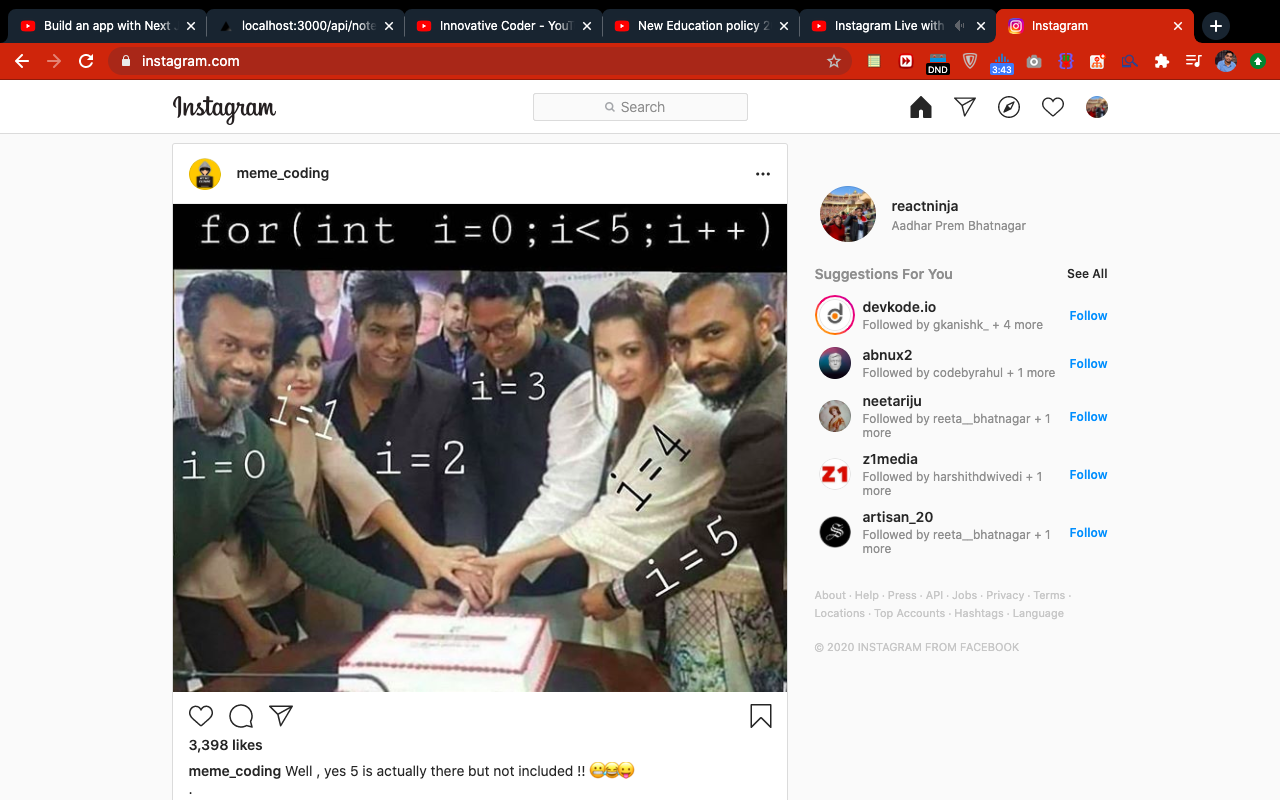 Build an app with Next
localhost:3000/api/note
Innovative Coder - YouT
New Education policy 2
Instagram Live with
Instagram
instagram.com
DND
3:43
Instagram
Search
meme_coding
for(int i=0;i<5;i++)
i=0
i=1
i=2
i=3
i=4
i=5
3,398 likes
meme_coding Well , yes 5 is actually there but not included !! 😬😂😛
.
reactninja
Aadhar Prem Bhatnagar
Suggestions For You
See All
devkode.io
Followed by gkanishk_ + 4 more
Follow
abnux2
Followed by codebyrahul + 1 more
Follow
neetariju
Followed by reeta__bhatnagar + 1
more
Follow
Z1
z1media
Followed by harshithdwivedi + 1
more
Follow
artisan_20
Followed by reeta__bhatnagar + 1
more
Follow
About · Help · Press · API · Jobs · Privacy · Terms ·
Locations · Top Accounts · Hashtags · Language
© 2020 INSTAGRAM FROM FACEBOOK